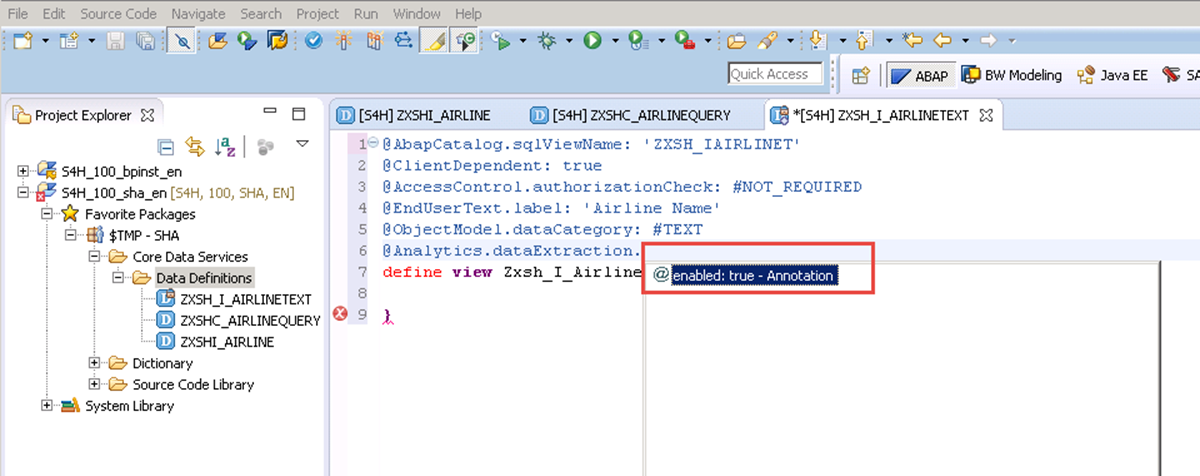 File Edit Source Code Navigate Search Project Run Window Help
Quick Access
ABAP BW Modeling Java EE SA
Project Explorer
[S4H] ZXSHI_AIRLINE [S4H] ZXSHC_AIRLINEQUERY *[S4H] ZXSH_I_AIRLINETEXT
S4H_100_bpinst_en
S4H_100_sha_en [S4H, 100, SHA, EN]
Favorite Packages
$TMP - SHA
Core Data Services
Data Definitions
ZXSH_I_AIRLINETEXT
ZXSHC_AIRLINEQUERY
ZXSHI_AIRLINE
Dictionary
Source Code Library
System Library
1 @AbapCatalog.sqlViewName: 'ZXSH_IAIRLINET'
2 @ClientDependent: true
3 @AccessControl.authorizationCheck: #NOT_REQUIRED
4 @EndUserText.label: 'Airline Name'
5 @ObjectModel.dataCategory: #TEXT
6 @Analytics.dataExtraction.
7 define view Zxsh_I_Airline
8
9 }
@ enabled: true - Annotation